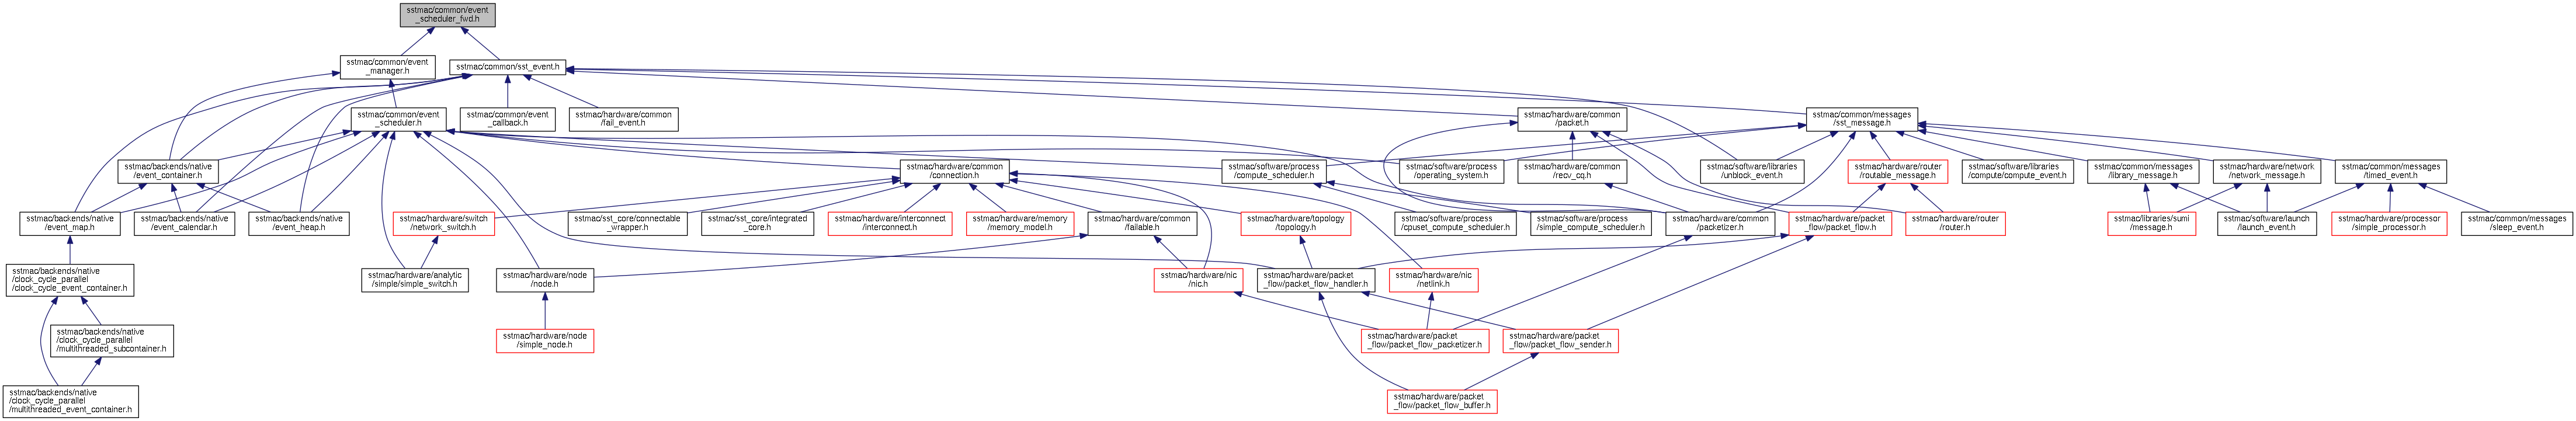 sstmac/common/event
_scheduler_fwd.h
sstmac/common/event
_manager.h
sstmac/common/sst_event.h
sstmac/common/event
_scheduler.h
sstmac/common/event
_callback.h
sstmac/hardware/common
/fail_event.h
sstmac/hardware/common
/packet.h
sstmac/common/messages
/sst_message.h
sstmac/backends/native
/event_container.h
sstmac/hardware/common
/connection.h
sstmac/software/process
/compute_scheduler.h
sstmac/software/process
/operating_system.h
sstmac/hardware/common
/recv_cq.h
sstmac/software/libraries
/unblock_event.h
sstmac/hardware/router
/routable_message.h
sstmac/software/libraries
/compute/compute_event.h
sstmac/common/messages
/library_message.h
sstmac/hardware/network
/network_message.h
sstmac/common/messages
/timed_event.h
sstmac/backends/native
/event_map.h
sstmac/backends/native
/event_calendar.h
sstmac/backends/native
/event_heap.h
sstmac/hardware/switch
/network_switch.h
sstmac/sst_core/connectable
_wrapper.h
sstmac/sst_core/integrated
_core.h
sstmac/hardware/interconnect
/interconnect.h
sstmac/hardware/memory
/memory_model.h
sstmac/hardware/common
/failable.h
sstmac/hardware/topology
/topology.h
sstmac/software/process
/cpuset_compute_scheduler.h
sstmac/software/process
/simple_compute_scheduler.h
sstmac/hardware/common
/packetizer.h
sstmac/hardware/packet
_flow/packet_flow.h
sstmac/hardware/router
/router.h
sstmac/libraries/sumi
/message.h
sstmac/software/launch
/launch_event.h
sstmac/hardware/processor
/simple_processor.h
sstmac/common/messages
/sleep_event.h
sstmac/backends/native
/clock_cycle_parallel
/clock_cycle_event_container.h
sstmac/hardware/analytic
/simple/simple_switch.h
sstmac/hardware/node
/node.h
sstmac/hardware/nic
/nic.h
sstmac/hardware/packet
_flow/packet_flow_handler.h
sstmac/hardware/nic
/netlink.h
sstmac/backends/native
/clock_cycle_parallel
/multithreaded_subcontainer.h
sstmac/hardware/node
/simple_node.h
sstmac/hardware/packet
_flow/packet_flow_packetizer.h
sstmac/hardware/packet
_flow/packet_flow_sender.h
sstmac/backends/native
/clock_cycle_parallel
/multithreaded_event_container.h
sstmac/hardware/packet
_flow/packet_flow_buffer.h